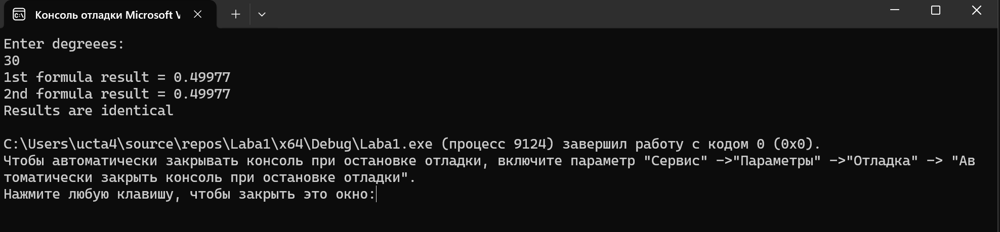 Консоль отладки Microsoft V
Enter degreees:
30
1st formula result = 0.49977
2nd formula result = 0.49977
Results are identical
C:\Users\ucta4\source\repos\Laba1\x64\Debug\Laba1.exe (процесс 9124) завершил работу с кодом 0 (0x0).
Чтобы автоматически закрывать консоль при остановке отладки, включите параметр "Сервис" ->"Параметры" ->"Отладка" -> "Ав
томатически закрыть консоль при остановке отладки".
Нажмите любую клавишу, чтобы закрыть это окно: